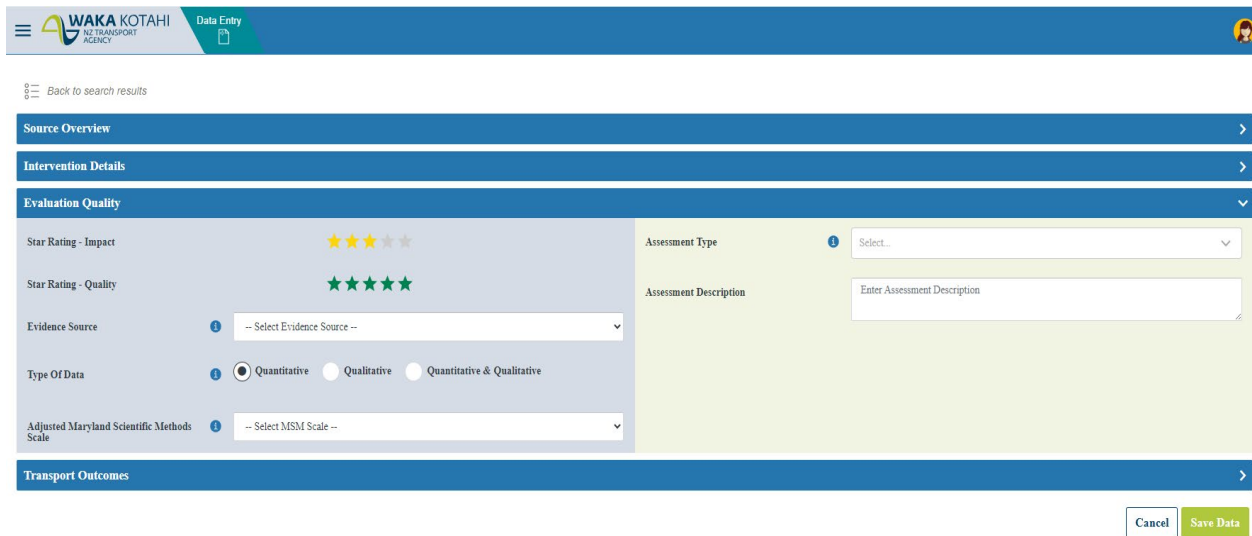 WAKA KOTAHI
NZ TRANSPORT
AGENCY
Data Entry
Back to search results
Source Overview
Intervention Details
Evaluation Quality
Star Rating - Impact
Star Rating - Quality
Evidence Source
-- Select Evidence Source --
Type Of Data
Quantitative Qualitative Quantitative & Qualitative
Adjusted Maryland Scientific Methods
Scale
-- Select MSM Scale --
Assessment Type
Select...
Assessment Description
Enter Assessment Description
Transport Outcomes
Cancel Save Data